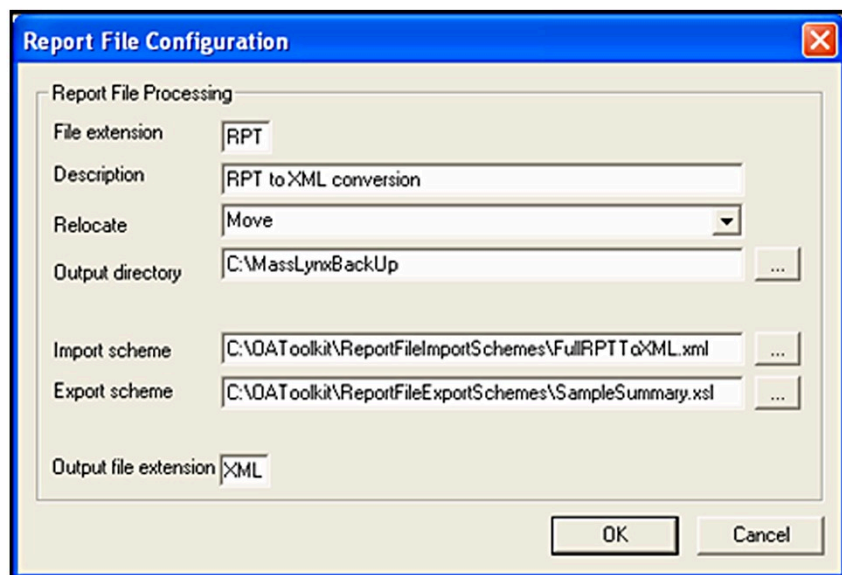 Report File Configuration
Report File Processing
File extension RPT
Description RPT to XML conversion
Relocate Move
Output directory C:\MassLynxBackUp ...
Import scheme C:\OAToolkit\ReportFileImportSchemes\FullRPTToXML.xml ...
Export scheme C:\OAToolkit\ReportFileExportSchemes\SampleSummary.xsl ...
Output file extension XML
OK Cancel